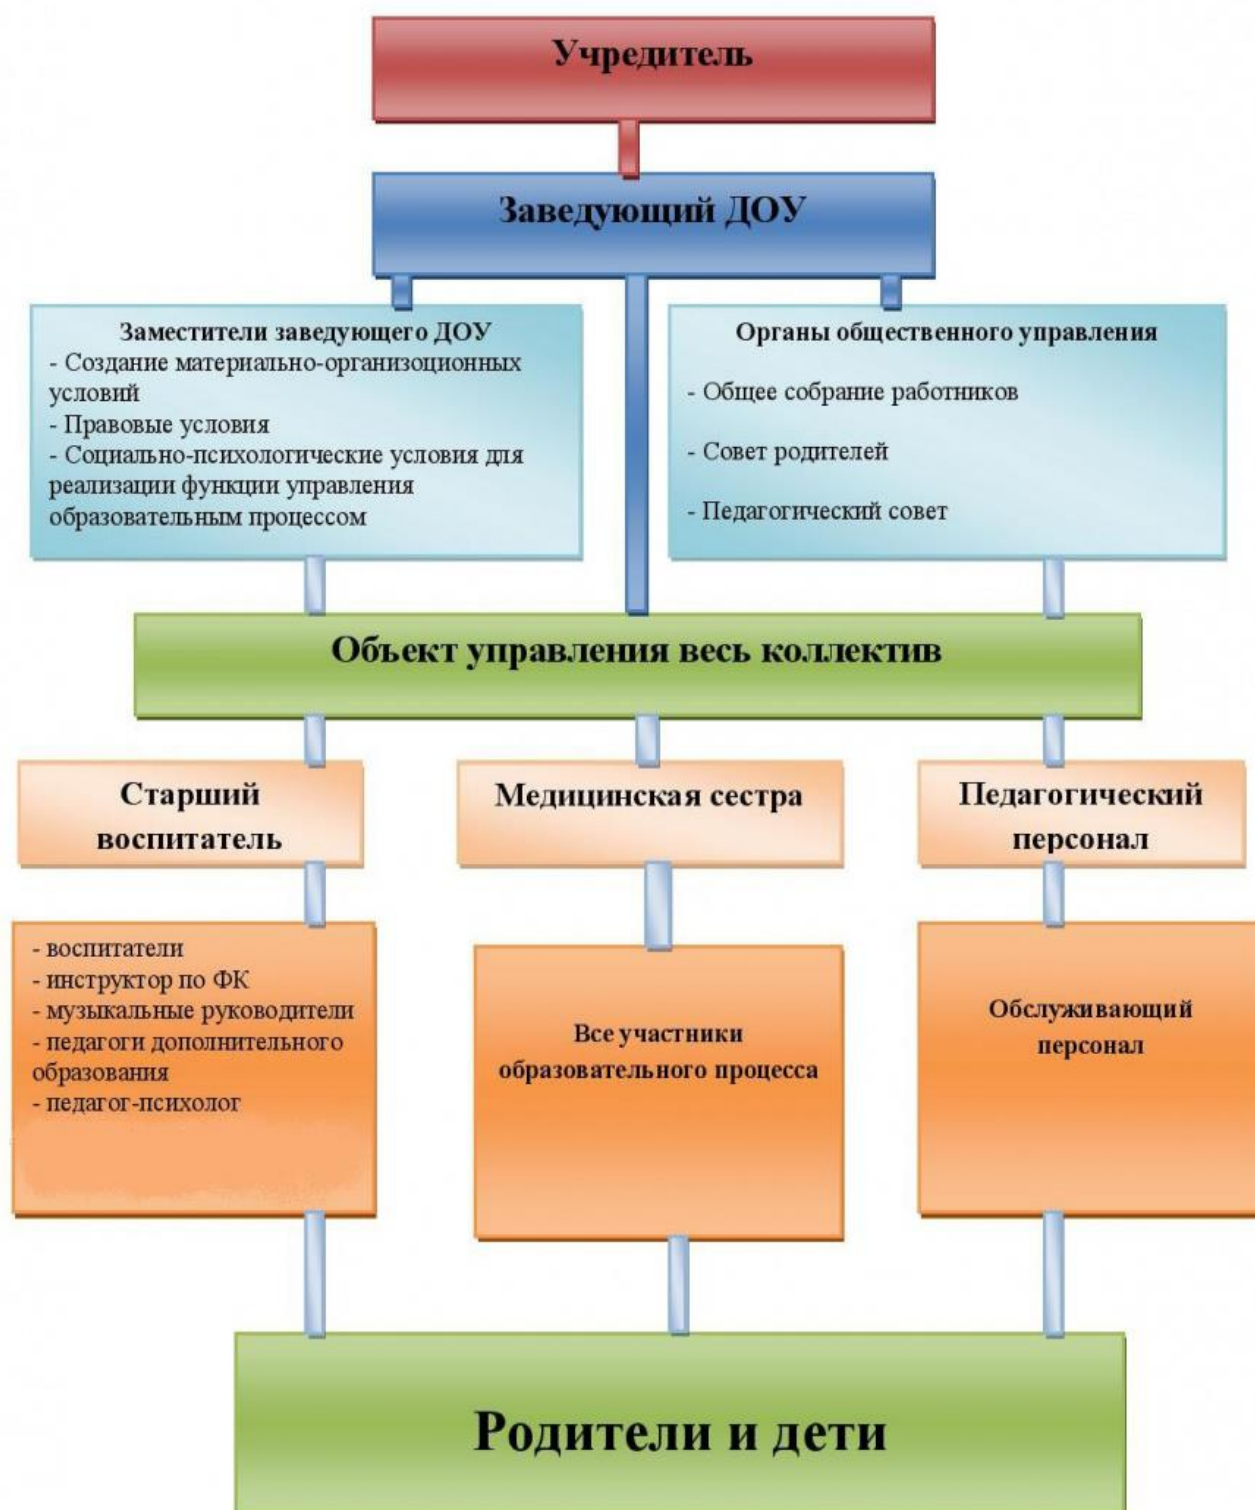 Учредитель
Заведующий ДОУ
Заместители заведующего ДОУ
- Создание материально-организоционных
условий
- Правовые условия
- Социально-психологические условия для
реализации функции управления
образовательным процессом
Органы общественного управления
- Общее собрание работников
- Совет родителей
- Педагогический совет
Объект управления весь коллектив
Старший
воспитатель
Медицинская сестра
Педагогический
персонал
- воспитатели
- инструктор по ФК
- музыкальные руководители
- педагоги дополнительного
образования
- педагог-психолог
Все участники
образовательного процесса
Обслуживающий
персонал
Родители и дети